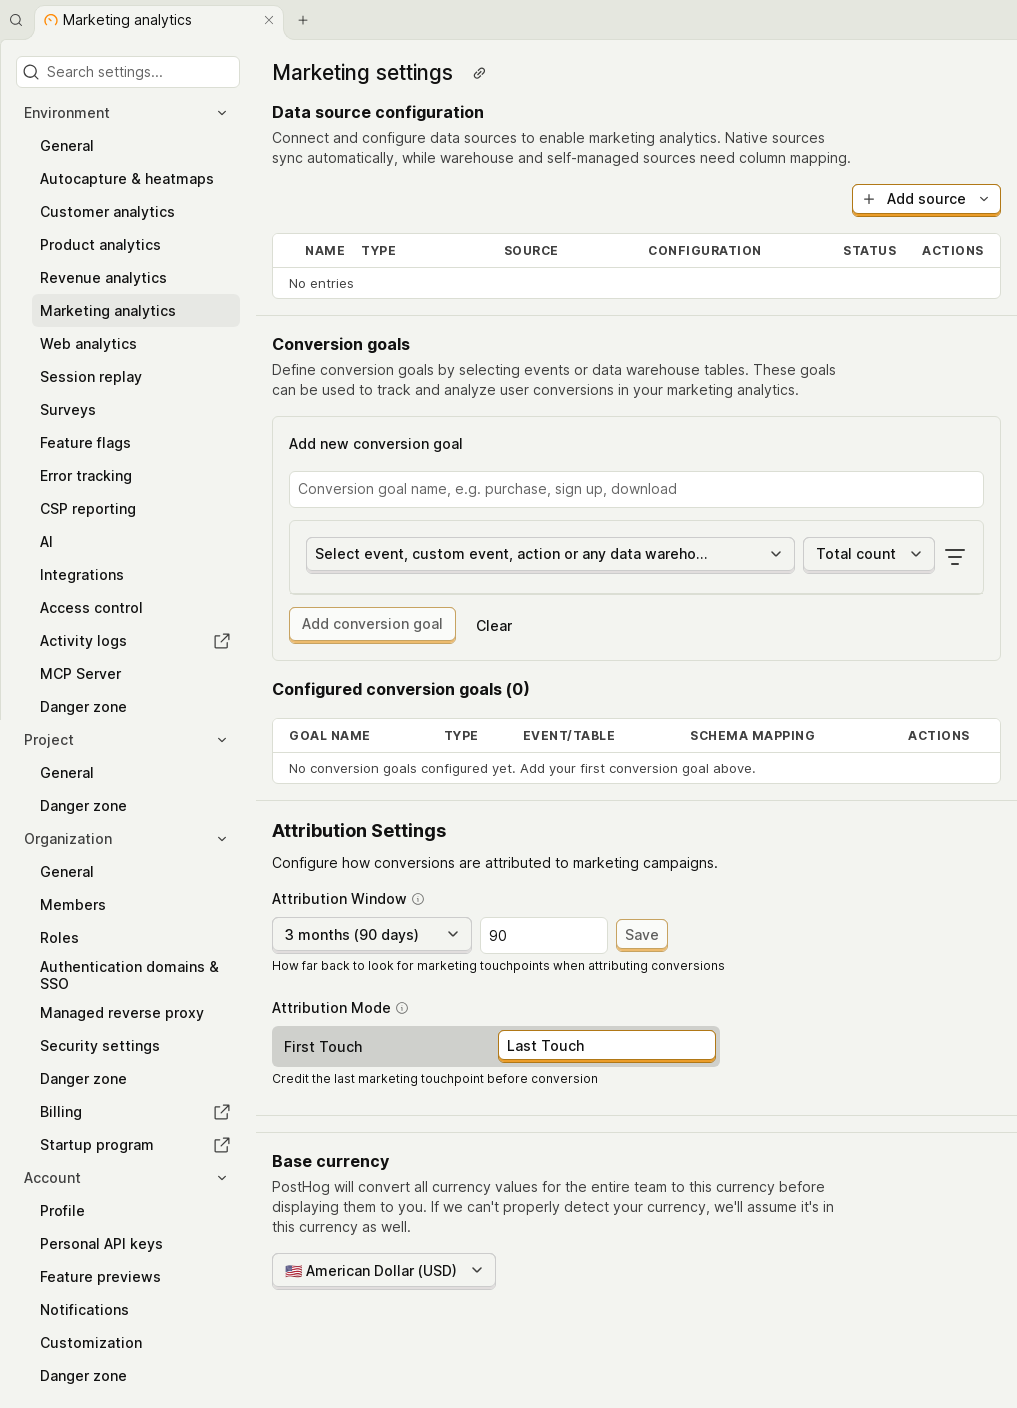 Marketing analytics
Search settings...
Environment
General
Autocapture & heatmaps
Customer analytics
Product analytics
Revenue analytics
Marketing analytics
Web analytics
Session replay
Surveys
Feature flags
Error tracking
CSP reporting
AI
Integrations
Access control
Activity logs
MCP Server
Danger zone
Project
General
Danger zone
Organization
General
Members
Roles
Authentication domains &
SSO
Managed reverse proxy
Security settings
Danger zone
Billing
Startup program
Account
Profile
Personal API keys
Feature previews
Notifications
Customization
Danger zone
Marketing settings
Data source configuration
Connect and configure data sources to enable marketing analytics. Native sources
sync automatically, while warehouse and self-managed sources need column mapping.
Add source
NAME TYPE SOURCE CONFIGURATION STATUS ACTIONS
No entries
Conversion goals
Define conversion goals by selecting events or data warehouse tables. These goals
can be used to track and analyze user conversions in your marketing analytics.
Add new conversion goal
Conversion goal name, e.g. purchase, sign up, download
Select event, custom event, action or any data wareho... Total count
Add conversion goal Clear
Configured conversion goals (0)
GOAL NAME TYPE EVENT/TABLE SCHEMA MAPPING ACTIONS
No conversion goals configured yet. Add your first conversion goal above.
Attribution Settings
Configure how conversions are attributed to marketing campaigns.
Attribution Window
3 months (90 days) 90 Save
How far back to look for marketing touchpoints when attributing conversions
Attribution Mode
First Touch Last Touch
Credit the last marketing touchpoint before conversion
Base currency
PostHog will convert all currency values for the entire team to this currency before
displaying them to you. If we can't properly detect your currency, we'll assume it's in
this currency as well.
🇺🇸 American Dollar (USD)